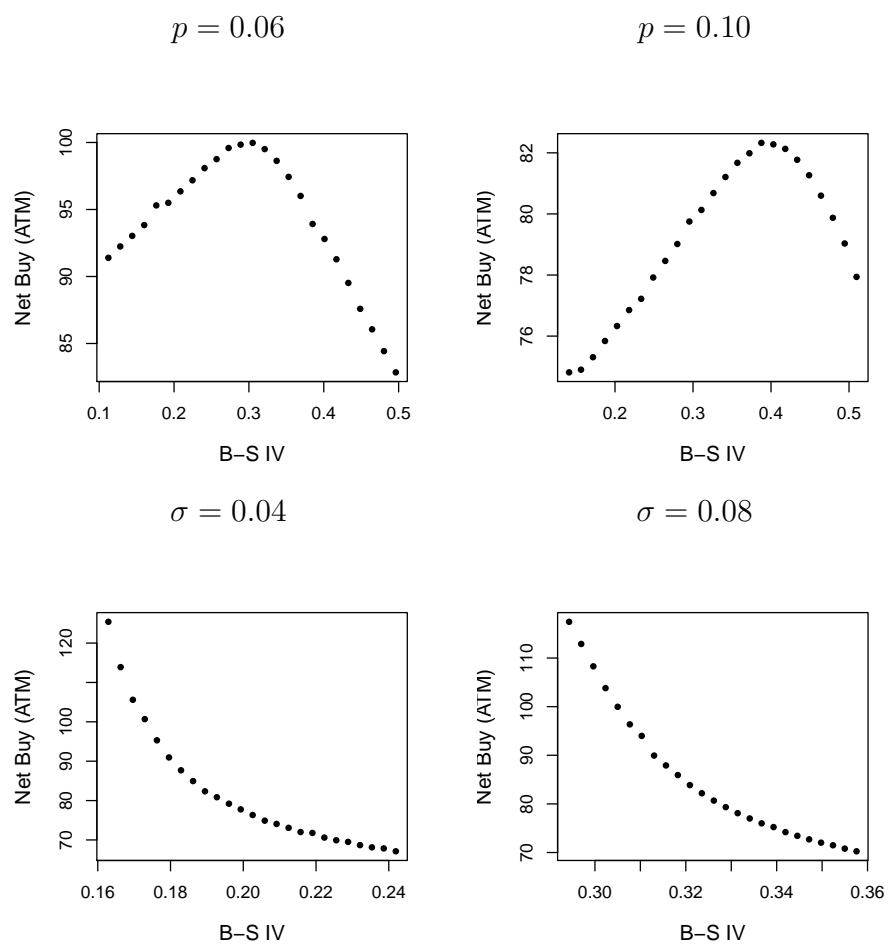 p = 0.06
p = 0.10
Net Buy (ATM)
100
95
90
85
0.1 0.2 0.3 0.4 0.5
B−S IV
Net Buy (ATM)
82
80
78
76
0.2 0.3 0.4 0.5
B−S IV
σ = 0.04
σ = 0.08
Net Buy (ATM)
120
100
90
80
70
0.16 0.18 0.20 0.22 0.24
B−S IV
Net Buy (ATM)
110
100
90
80
70
0.30 0.32 0.34 0.36
B−S IV